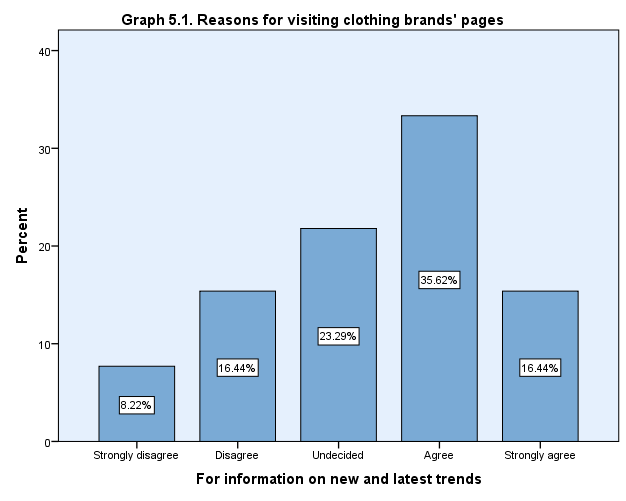 Graph 5.1. Reasons for visiting clothing brands' pages
40
30
20
10
0
Percent
8.22%
16.44%
23.29%
35.62%
16.44%
Strongly disagree
Disagree
Undecided
Agree
Strongly agree
For information on new and latest trends